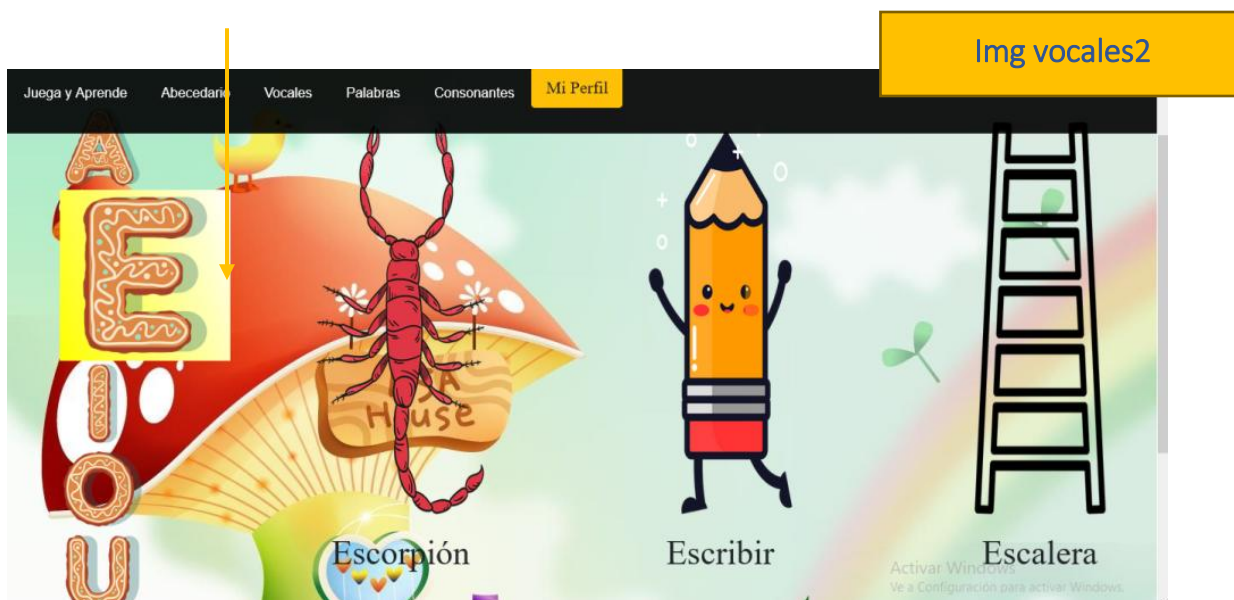 Img vocales2
Juega y Aprende Abecedario Vocales Palabras Consonantes Mi Perfil
A
E
I
O
U
House
Escorpión Escribir Escalera
Activar Windows
Ve a Configuración para activar Windows.